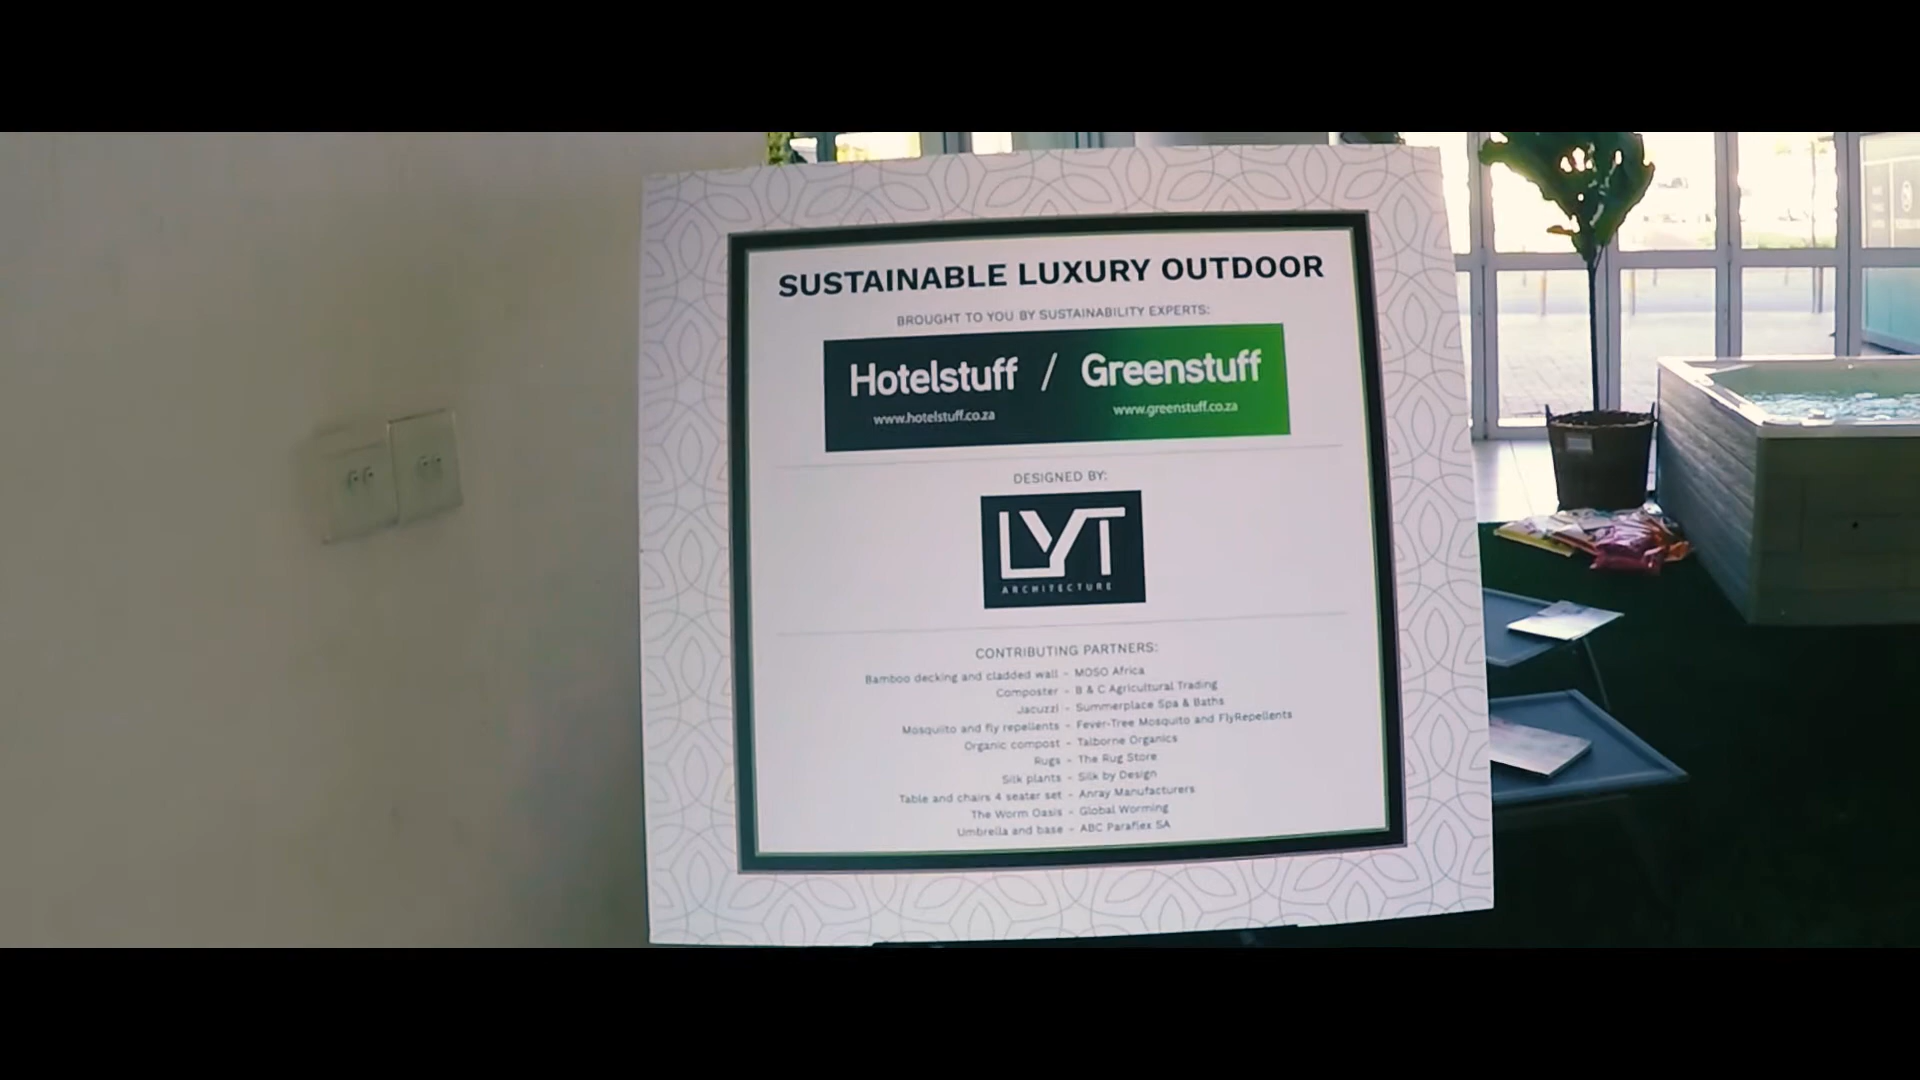 SUSTAINABLE LUXURY OUTDOOR
BROUGHT TO YOU BY SUSTAINABILITY EXPERTS:
Hotelstuff / Greenstuff
www.hotelstuff.co.za www.greenstuff.co.za
DESIGNED BY:
LYT
ARCHITECTURE
CONTRIBUTING PARTNERS:
Bamboo decking and cladded wall - MOSO Africa
Composter - B & C Agricultural Trading
Jacuzzi - Summerplace Spa & Baths
Mosquito and fly repellents - Fever-Tree Mosquito and FlyRepellents
Organic compost - Talborne Organics
Rugs - The Rug Store
Silk plants - Silk by Design
Table and chairs 4 seater set - Anray Manufacturers
The Worm Oasis - Global Worming
Umbrella and base - ABC Paraflex SA